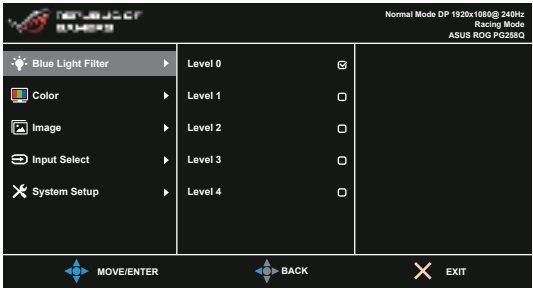 Normal Mode DP 1920x1080@ 240Hz
Racing Mode
ASUS ROG PG258Q
Blue Light Filter
Level 0
Color
Level 1
Image
Level 2
Input Select
Level 3
System Setup
Level 4
MOVE/ENTER
BACK
EXIT